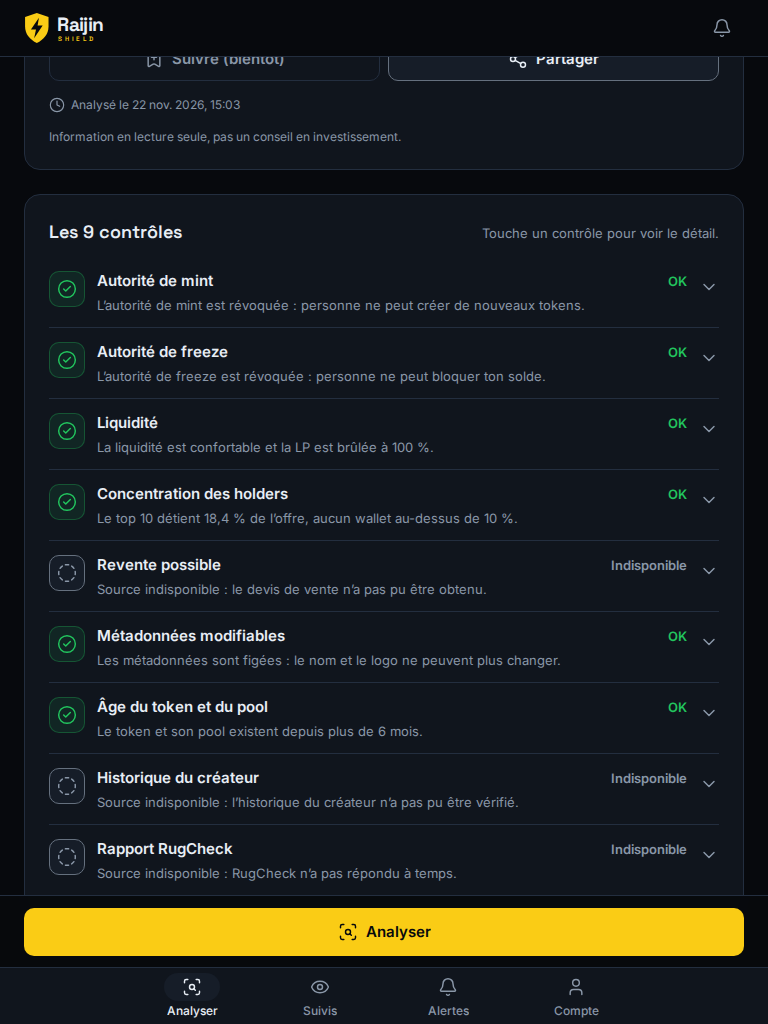 Raijin
SHIELD
Suivre (bientôt)
Partager
Analysé le 22 nov. 2026, 15:03
Information en lecture seule, pas un conseil en investissement.
Les 9 contrôles
Touche un contrôle pour voir le détail.
Autorité de mint
OK
L’autorité de mint est révoquée : personne ne peut créer de nouveaux tokens.
Autorité de freeze
OK
L’autorité de freeze est révoquée : personne ne peut bloquer ton solde.
Liquidité
OK
La liquidité est confortable et la LP est brûlée à 100 %.
Concentration des holders
OK
Le top 10 détient 18,4 % de l’offre, aucun wallet au-dessus de 10 %.
Revente possible
Indisponible
Source indisponible : le devis de vente n’a pas pu être obtenu.
Métadonnées modifiables
OK
Les métadonnées sont figées : le nom et le logo ne peuvent plus changer.
Âge du token et du pool
OK
Le token et son pool existent depuis plus de 6 mois.
Historique du créateur
Indisponible
Source indisponible : l’historique du créateur n’a pas pu être vérifié.
Rapport RugCheck
Indisponible
Source indisponible : RugCheck n’a pas répondu à temps.
Analyser
Analyser
Suivis
Alertes
Compte